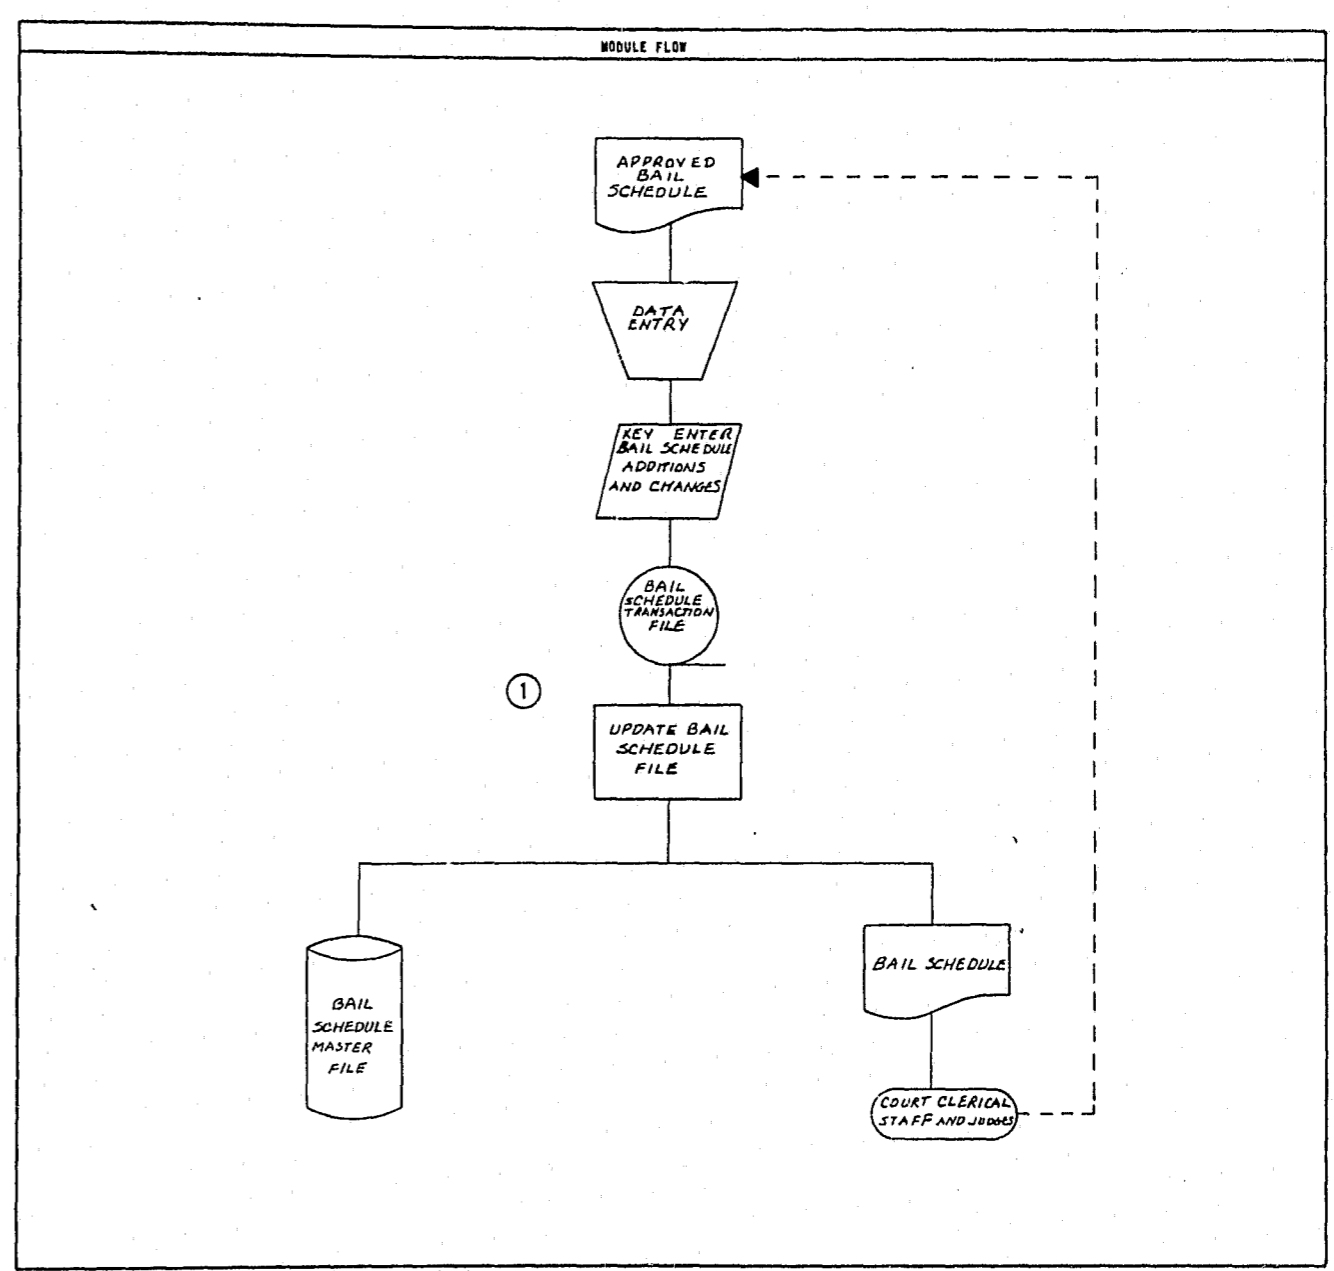 MODULE FLOW
APPROVED
BAIL
SCHEDULE
DATA
ENTRY
KEY ENTER
BAIL SCHEDULE
ADDITIONS
AND CHANGES
BAIL
SCHEDULE
TRANSACTION
FILE
1
UPDATE BAIL
SCHEDULE
FILE
BAIL
SCHEDULE
MASTER
FILE
BAIL SCHEDULE
COURT CLERICAL
STAFF AND JUDGES